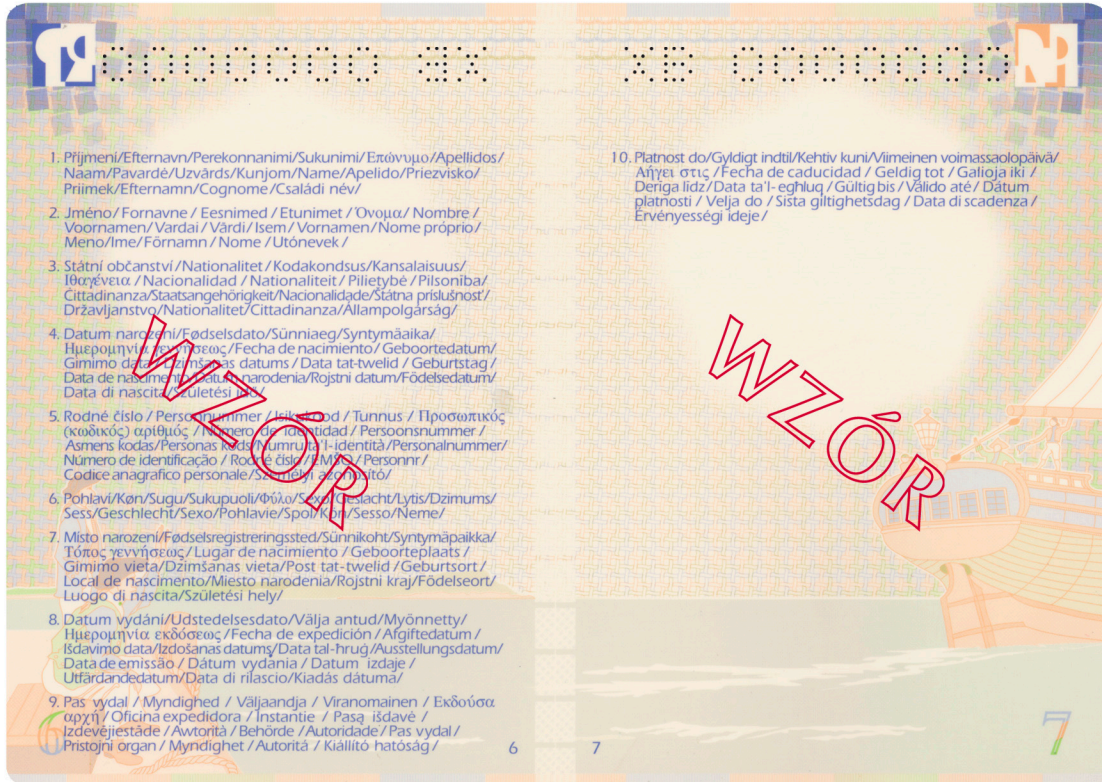 0000000 BX
XB 0000000
1. Příjmení/Efternavn/Perekonnanimi/Sukunimi/Επώνυμο/Apellidos/
Naam/Pavardė/Uzvārds/Kunjom/Name/Apelido/Priezvisko/
Priimek/Efternamn/Cognome/Családi név/
2. Jméno/Fornavne/Eesnimed/Etunimet/Όνομα/Nombre/
Voornamen/Vardai/Vārdi/Isem/Vornamen/Nome próprio/
Meno/Ime/Förnamn/Nome/Utónevek/
3. Státní občanství/Nationalitet/Kodakondsus/Kansalaisuus/
Ιθαγένεια/Nacionalidad/Nationaliteit/Pilietybė/Pilsonība/
Ċittadinanza/Staatsangehörigkeit/Nacionalidade/Štátna príslušnosť/
Državljanstvo/Nationalitet/Cittadinanza/Állampolgárság/
4. Datum narození/Fødselsdato/Sünniaeg/Syntymäaika/
Ημερομηνία γεννήσεως/Fecha de nacimiento/Geboortedatum/
Gimimo data/Dzimšanas datums/Data tat-twelid/Geburtstag/
Data de nascimento/Dátum narodenia/Rojstni datum/Födelsedatum/
Data di nascita/Születési idő/
5. Rodné číslo/Personnummer/Isikukood/Tunnus/Προσωπικός
(κωδικός) αριθμός/Número de identidad/Persoonsnummer/
Asmens kodas/Personas kods/Numru ta'l-identità/Personalnummer/
Número de identificação/Rodné číslo/EMŠO/Personnr/
Codice anagrafico personale/Személyi azonosító/
6. Pohlaví/Køn/Sugu/Sukupuoli/Φύλο/Sexo/Geslacht/Lytis/Dzimums/
Sess/Geschlecht/Sexo/Pohlavie/Spol/Kön/Sesso/Neme/
7. Místo narození/Fødselsregistreringssted/Sünnikoht/Syntymäpaikka/
Τόπος γεννήσεως/Lugar de nacimiento/Geboorteplaats/
Gimimo vieta/Dzimšanas vieta/Post tat-twelid/Geburtsort/
Local de nascimento/Miesto narodenia/Rojstni kraj/Födelseort/
Luogo di nascita/Születési hely/
8. Datum vydání/Udstedelsesdato/Välja antud/Myönnetty/
Ημερομηνία εκδόσεως/Fecha de expedición/Afgiftedatum/
Išdavimo data/Izdošanas datums/Data tal-ħruġ/Ausstellungsdatum/
Data de emissão/Dátum vydania/Datum izdaje/
Utfärdandedatum/Data di rilascio/Kiadás dátuma/
9. Pas vydal/Myndighed/Väljaandja/Viranomainen/Εκδούσα
αρχή/Oficina expedidora/Instantie/Pasą išdavė/
Izdevējiestāde/Awtorità/Behörde/Autoridade/Pas vydal/
Pristojni organ/Myndighet/Autorità/Kiállító hatóság/
WZÓR
6
6
10. Platnost do/Gyldigt indtil/Kehtiv kuni/Viimeinen voimassaolopäivä/
Λήγει στις/Fecha de caducidad/Geldig tot/Galioja iki/
Derīga līdz/Data ta'l-egħluq/Gültig bis/Válido até/Dátum
platnosti/Velja do/Sista giltighetsdag/Data di scadenza/
Érvényességi ideje/
WZÓR
7
7